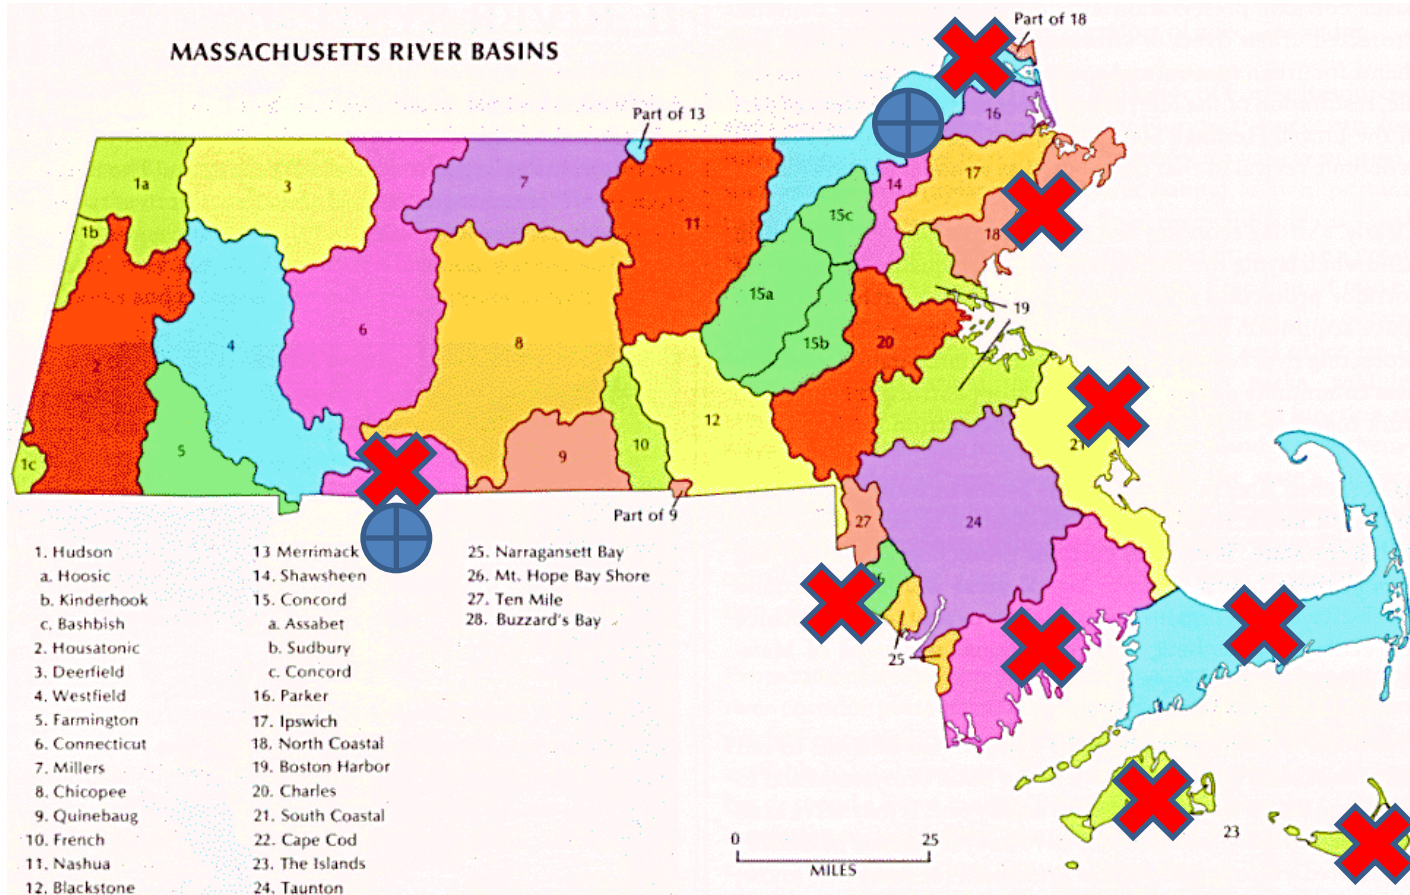 Part of 18
MASSACHUSETTS RIVER BASINS
Part of 13
16
1a
3
7
17
14
15c
11
1b
18
15a
19
6
4
8
15b
20
2
12
21
5
10
9
1c
Part of 9
27
24
6
25
23
0 25
MILES
1. Hudson
a. Hoosic
b. Kinderhook
c. Bashbish
2. Housatonic
3. Deerfield
4. Westfield
5. Farmington
6. Connecticut
7. Millers
8. Chicopee
9. Quinebaug
10. French
11. Nashua
12. Blackstone
13 Merrimack
14. Shawsheen
15. Concord
a. Assabet
b. Sudbury
c. Concord
16. Parker
17. Ipswich
18. North Coastal
19. Boston Harbor
20. Charles
21. South Coastal
22. Cape Cod
23. The Islands
24. Taunton
25. Narragansett Bay
26. Mt. Hope Bay Shore
27. Ten Mile
28. Buzzard's Bay